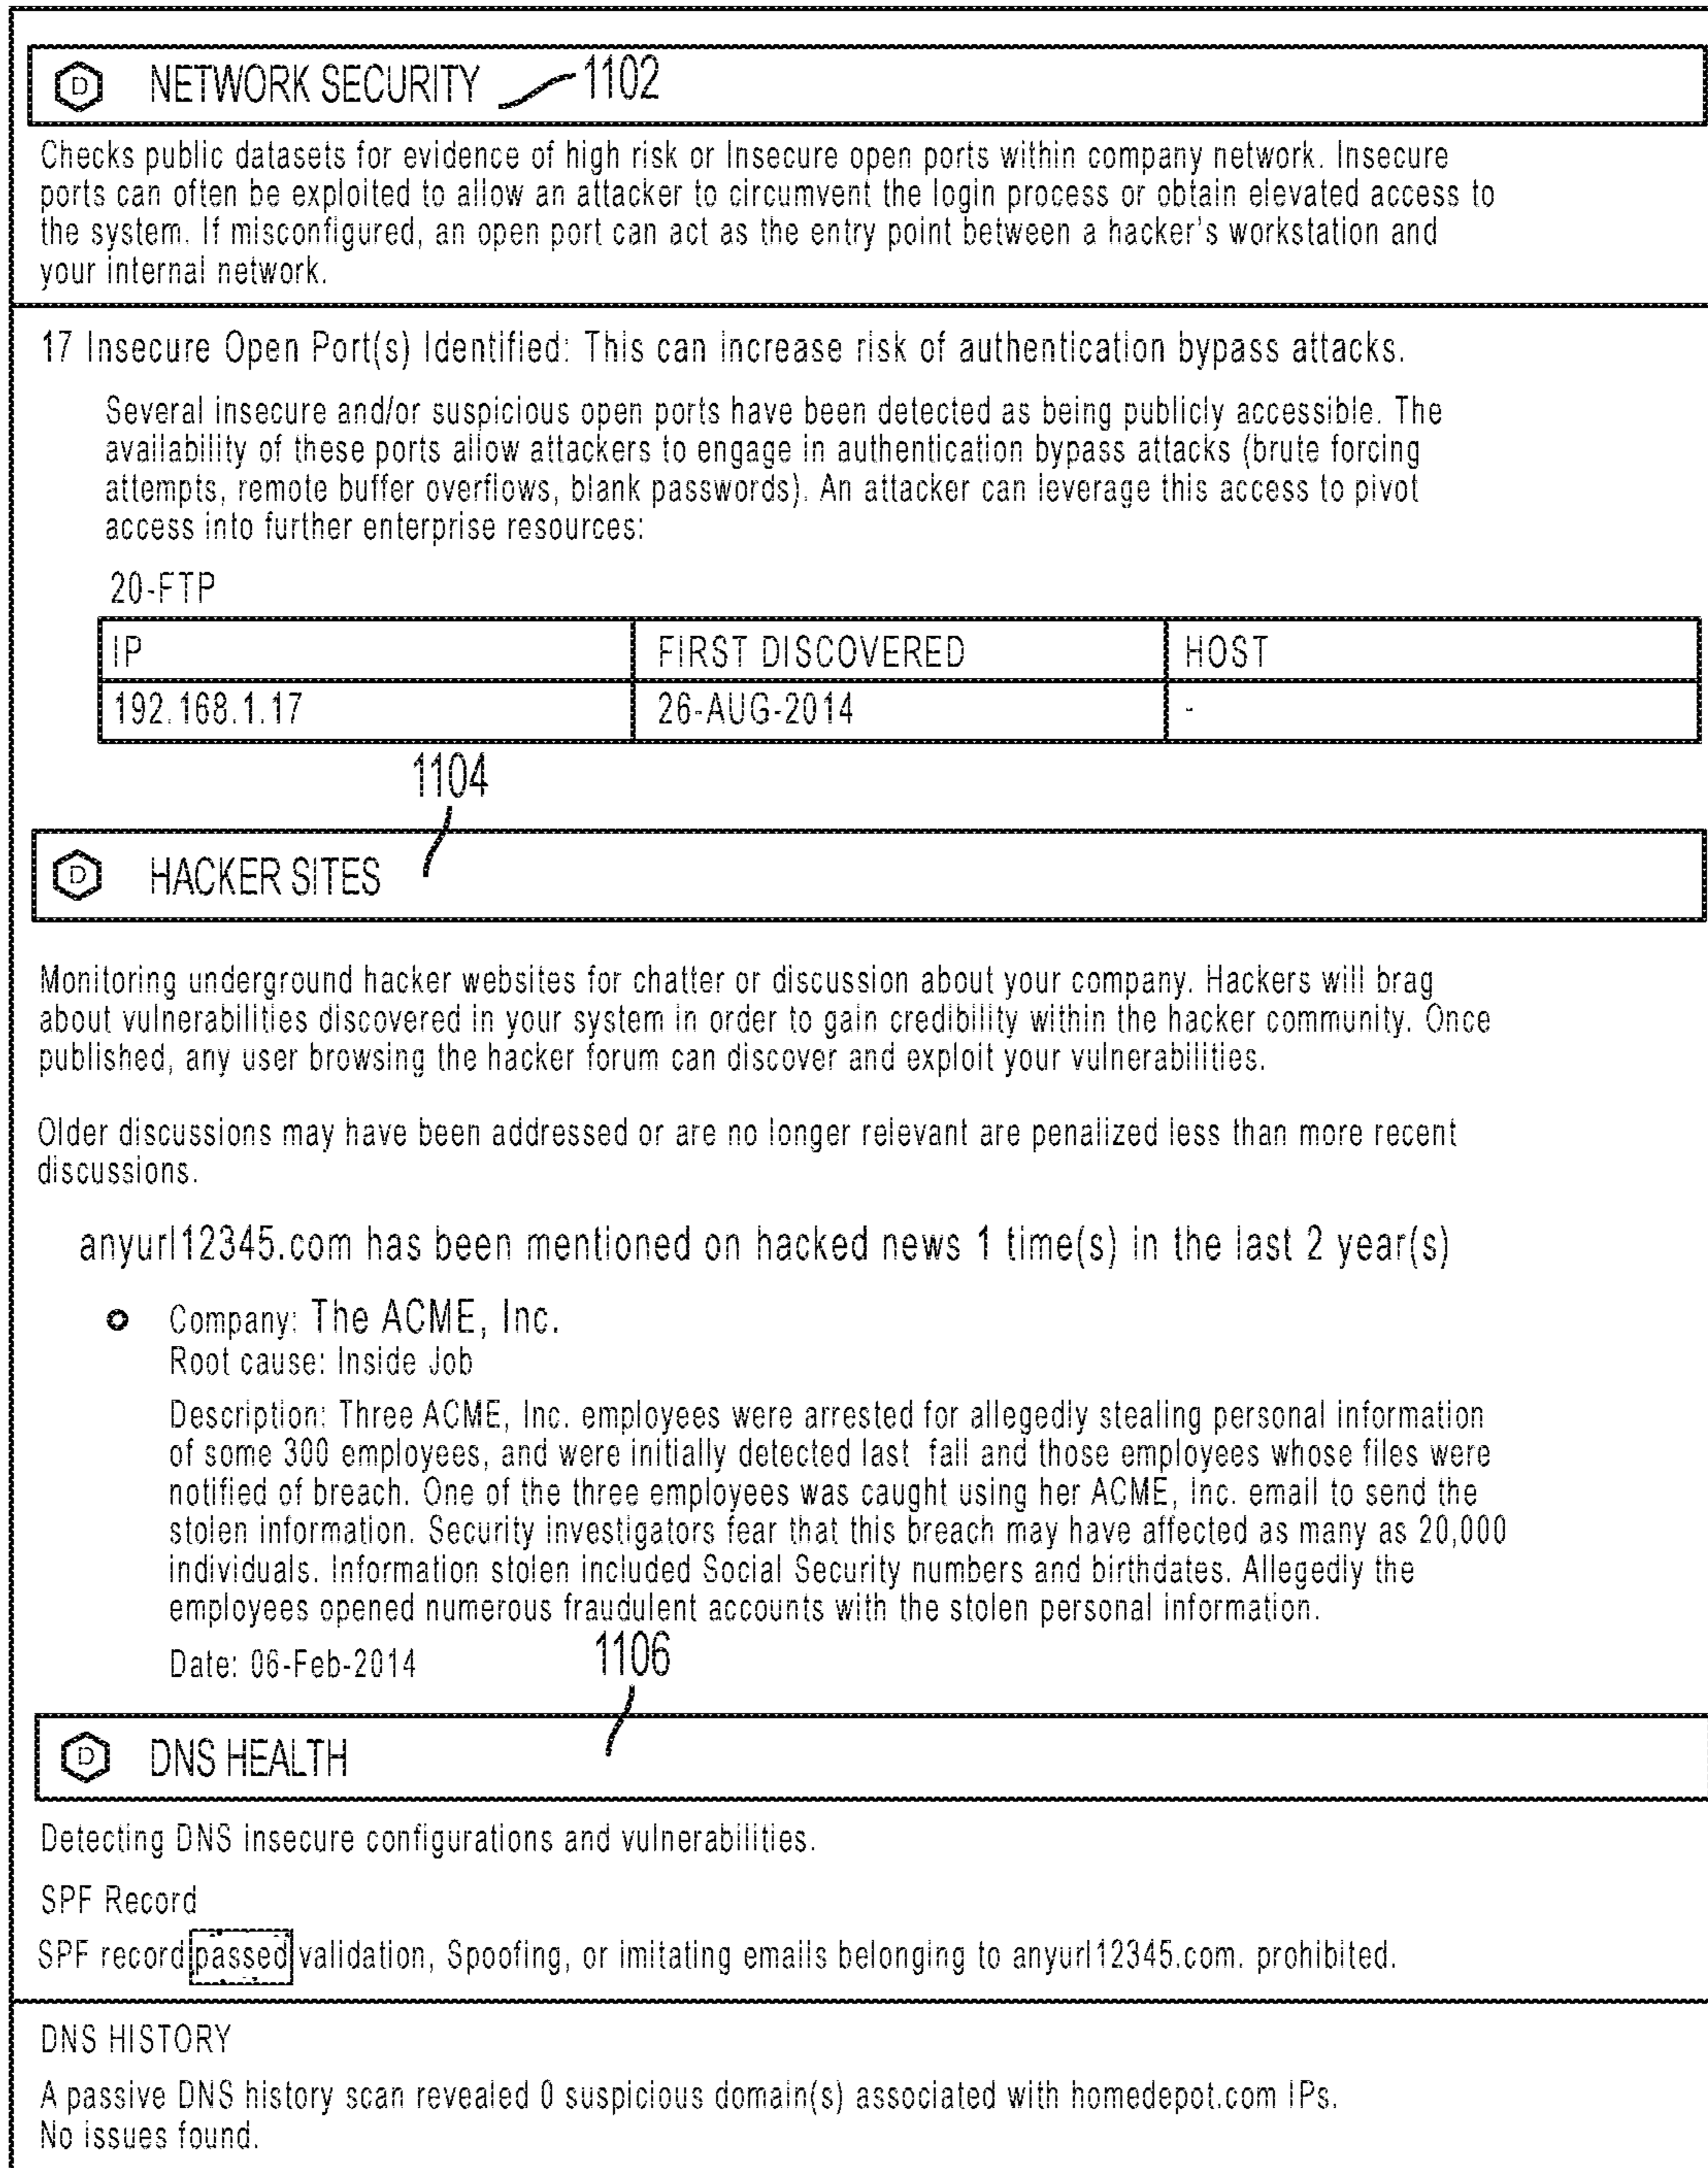 D NETWORK SECURITY 1102
Checks public datasets for evidence of high risk or Insecure open ports within company network. Insecure
ports can often be exploited to allow an attacker to circumvent the login process or obtain elevated access to
the system. If misconfigured, an open port can act as the entry point between a hacker's workstation and
your internal network.
17 Insecure Open Port(s) Identified: This can increase risk of authentication bypass attacks.
Several insecure and/or suspicious open ports have been detected as being publicly accessible. The
availability of these ports allow attackers to engage in authentication bypass attacks (brute forcing
attempts, remote buffer overflows, blank passwords). An attacker can leverage this access to pivot
access into further enterprise resources:
20-FTP
IP FIRST DISCOVERED HOST
192.168.1.17 26-AUG-2014 -
1104
D HACKER SITES
Monitoring underground hacker websites for chatter or discussion about your company. Hackers will brag
about vulnerabilities discovered in your system in order to gain credibility within the hacker community. Once
published, any user browsing the hacker forum can discover and exploit your vulnerabilities.
Older discussions may have been addressed or are no longer relevant are penalized less than more recent
discussions.
anyurl12345.com has been mentioned on hacked news 1 time(s) in the last 2 year(s)
Company: The ACME, Inc.
Root cause: Inside Job
Description: Three ACME, Inc. employees were arrested for allegedly stealing personal information
of some 300 employees, and were initially detected last fall and those employees whose files were
notified of breach. One of the three employees was caught using her ACME, Inc. email to send the
stolen information. Security investigators fear that this breach may have affected as many as 20,000
individuals. Information stolen included Social Security numbers and birthdates. Allegedly the
employees opened numerous fraudulent accounts with the stolen personal information.
Date: 06-Feb-2014
1106
D DNS HEALTH
Detecting DNS insecure configurations and vulnerabilities.
SPF Record
SPF record passed validation, Spoofing, or imitating emails belonging to anyurl12345.com. prohibited.
DNS HISTORY
A passive DNS history scan revealed 0 suspicious domain(s) associated with homedepot.com IPs.
No issues found.